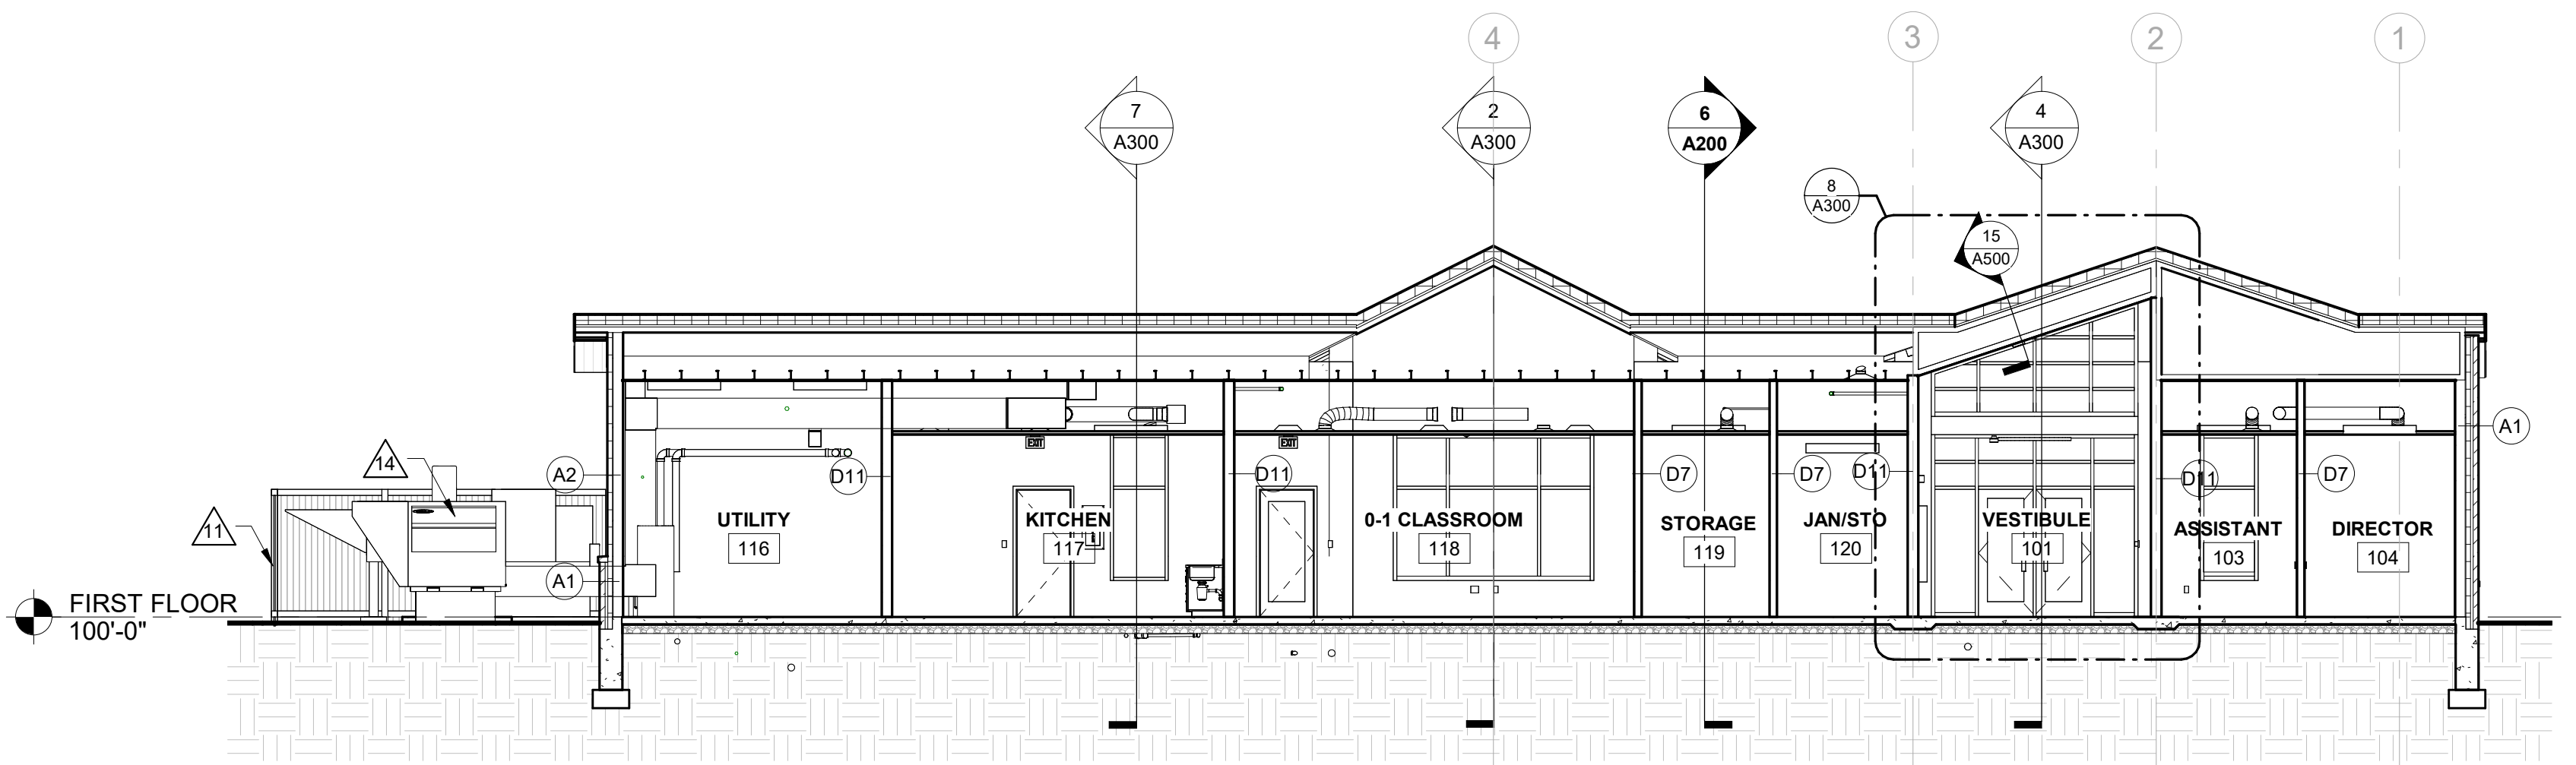 4
3
2
1
7
A300
2
A300
6
A200
4
A300
8
A300
15
A500
EXIT
EXIT
A1
14
A2
D11
D11
D7
D7
D11
D11
D7
11
UTILITY
116
KITCHEN
117
0-1 CLASSROOM
118
STORAGE
119
JAN/STO
120
VESTIBULE
101
ASSISTANT
103
DIRECTOR
104
A1
FIRST FLOOR
100'-0"